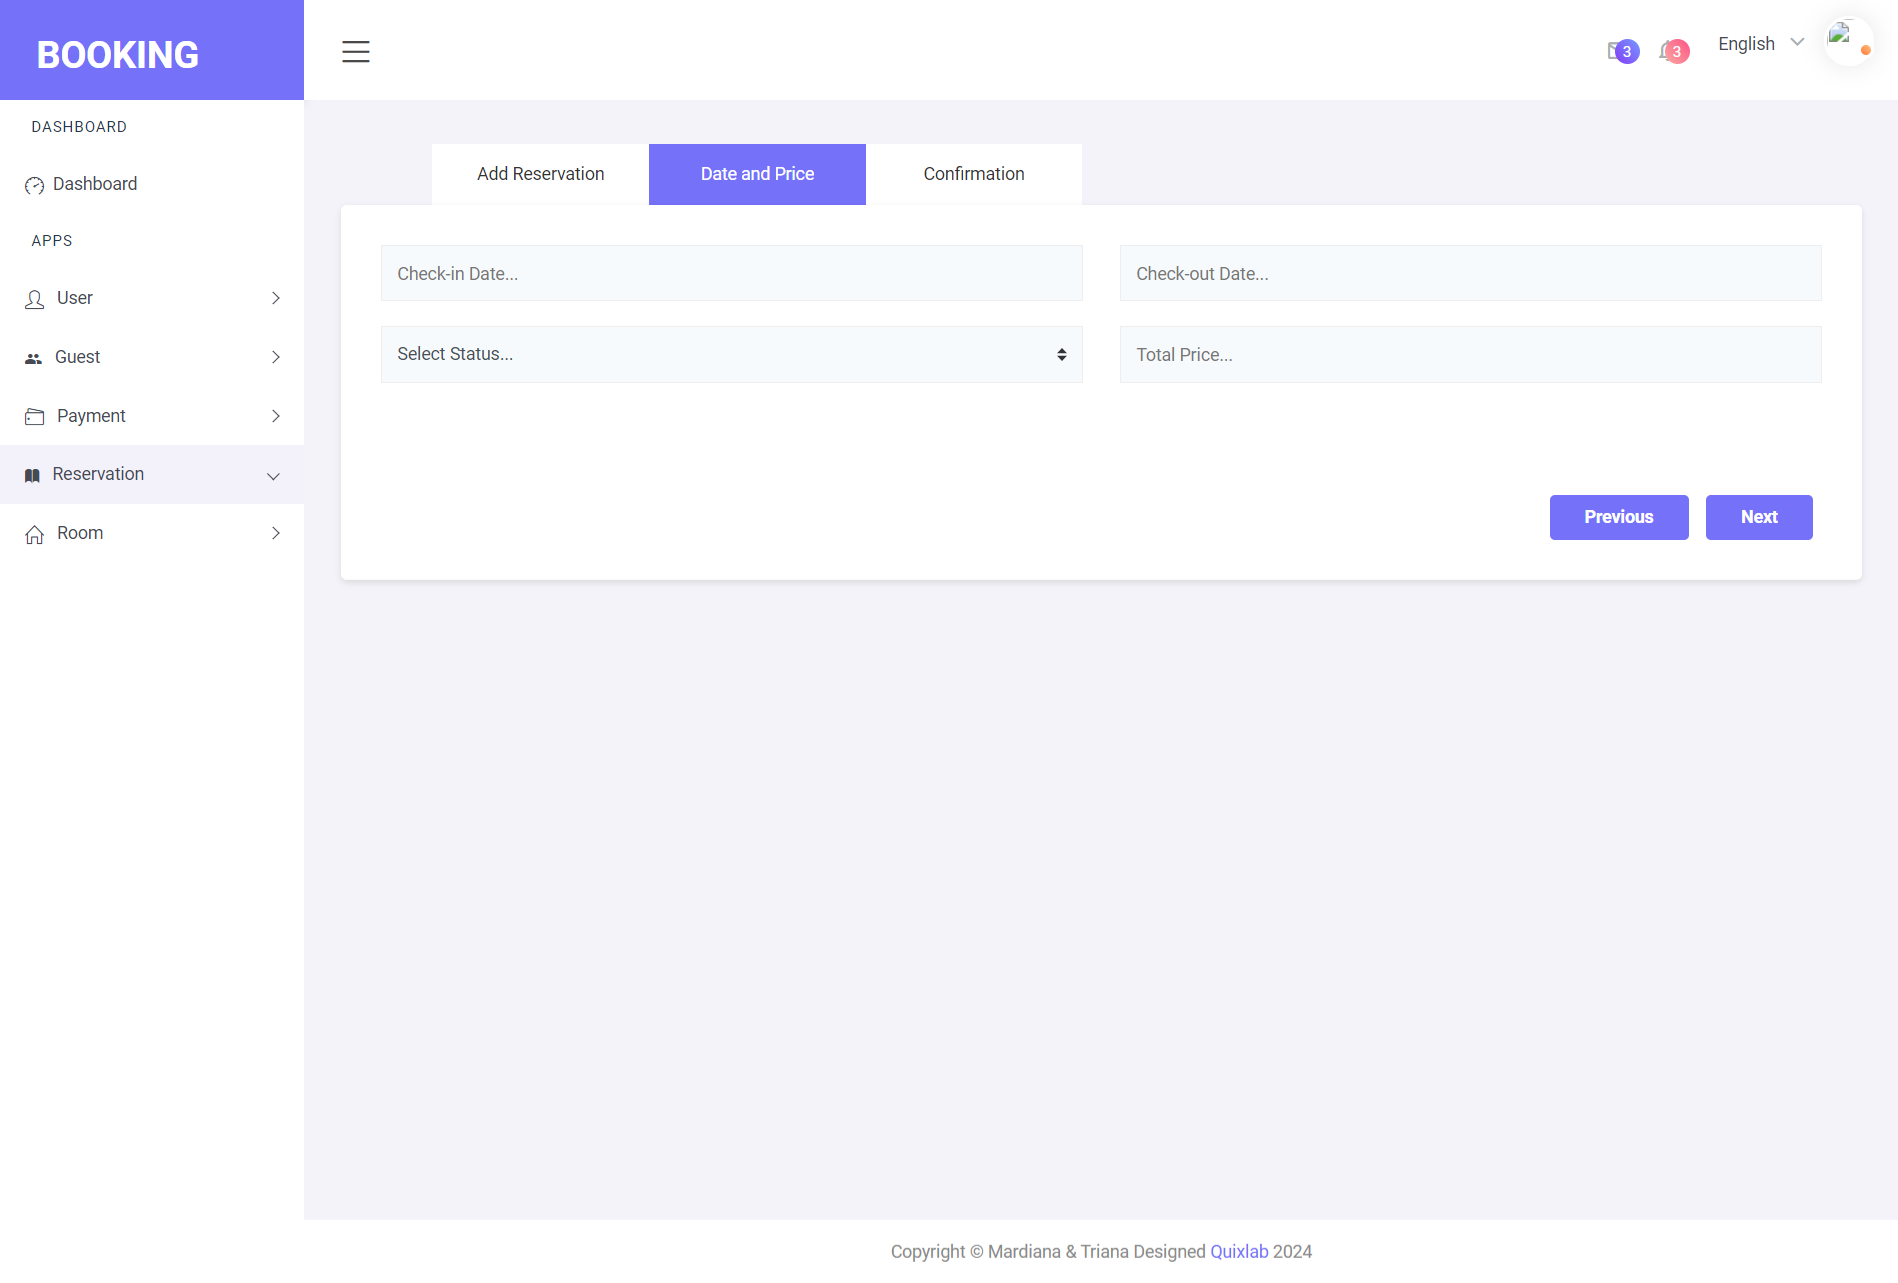 BOOKING
3
3
English
DASHBOARD
Dashboard
APPS
User
Guest
Payment
Reservation
Room
Add Reservation
Date and Price
Confirmation
Check-in Date...
Check-out Date...
Select Status...
Total Price...
Previous
Next
Copyright © Mardiana & Triana Designed Quixlab 2024